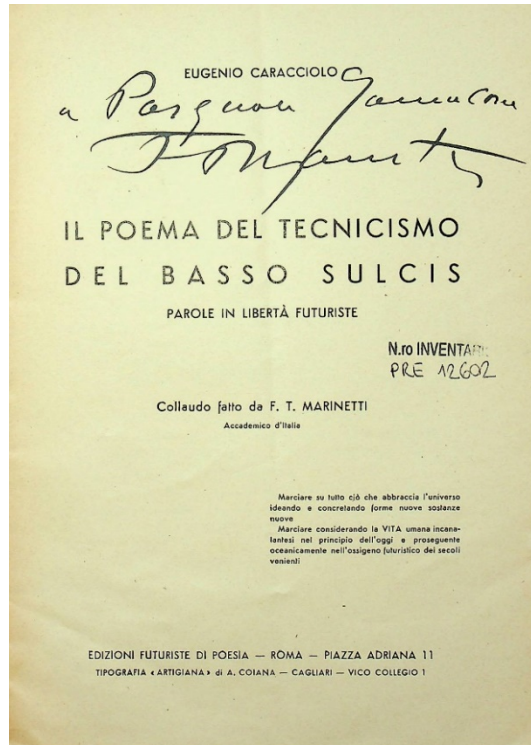 EUGENIO CARACCIOLO
a
IL POEMA DEL TECNICISMO
DEL BASSO SULCIS
PAROLE IN LIBERTÀ FUTURISTE
N.ro INVENTARIO
PRE 12602
Collaudo fatto da F. T. MARINETTI
Accademico d'Italia
Marciare su tutto ciò che abbraccia l'universo
ideando e concretando forme nuove sostanze
nuove
Marciare considerando la VITA umana incana-
lantesi nel principio dell'oggi e proseguente
oceanicamente nell'ossigeno futuristico dei secoli
venienti
EDIZIONI FUTURISTE DI POESIA — ROMA — PIAZZA ADRIANA 11
TIPOGRAFIA «ARTIGIANA» di A. COIANA — CAGLIARI — VICO COLLEGIO 1